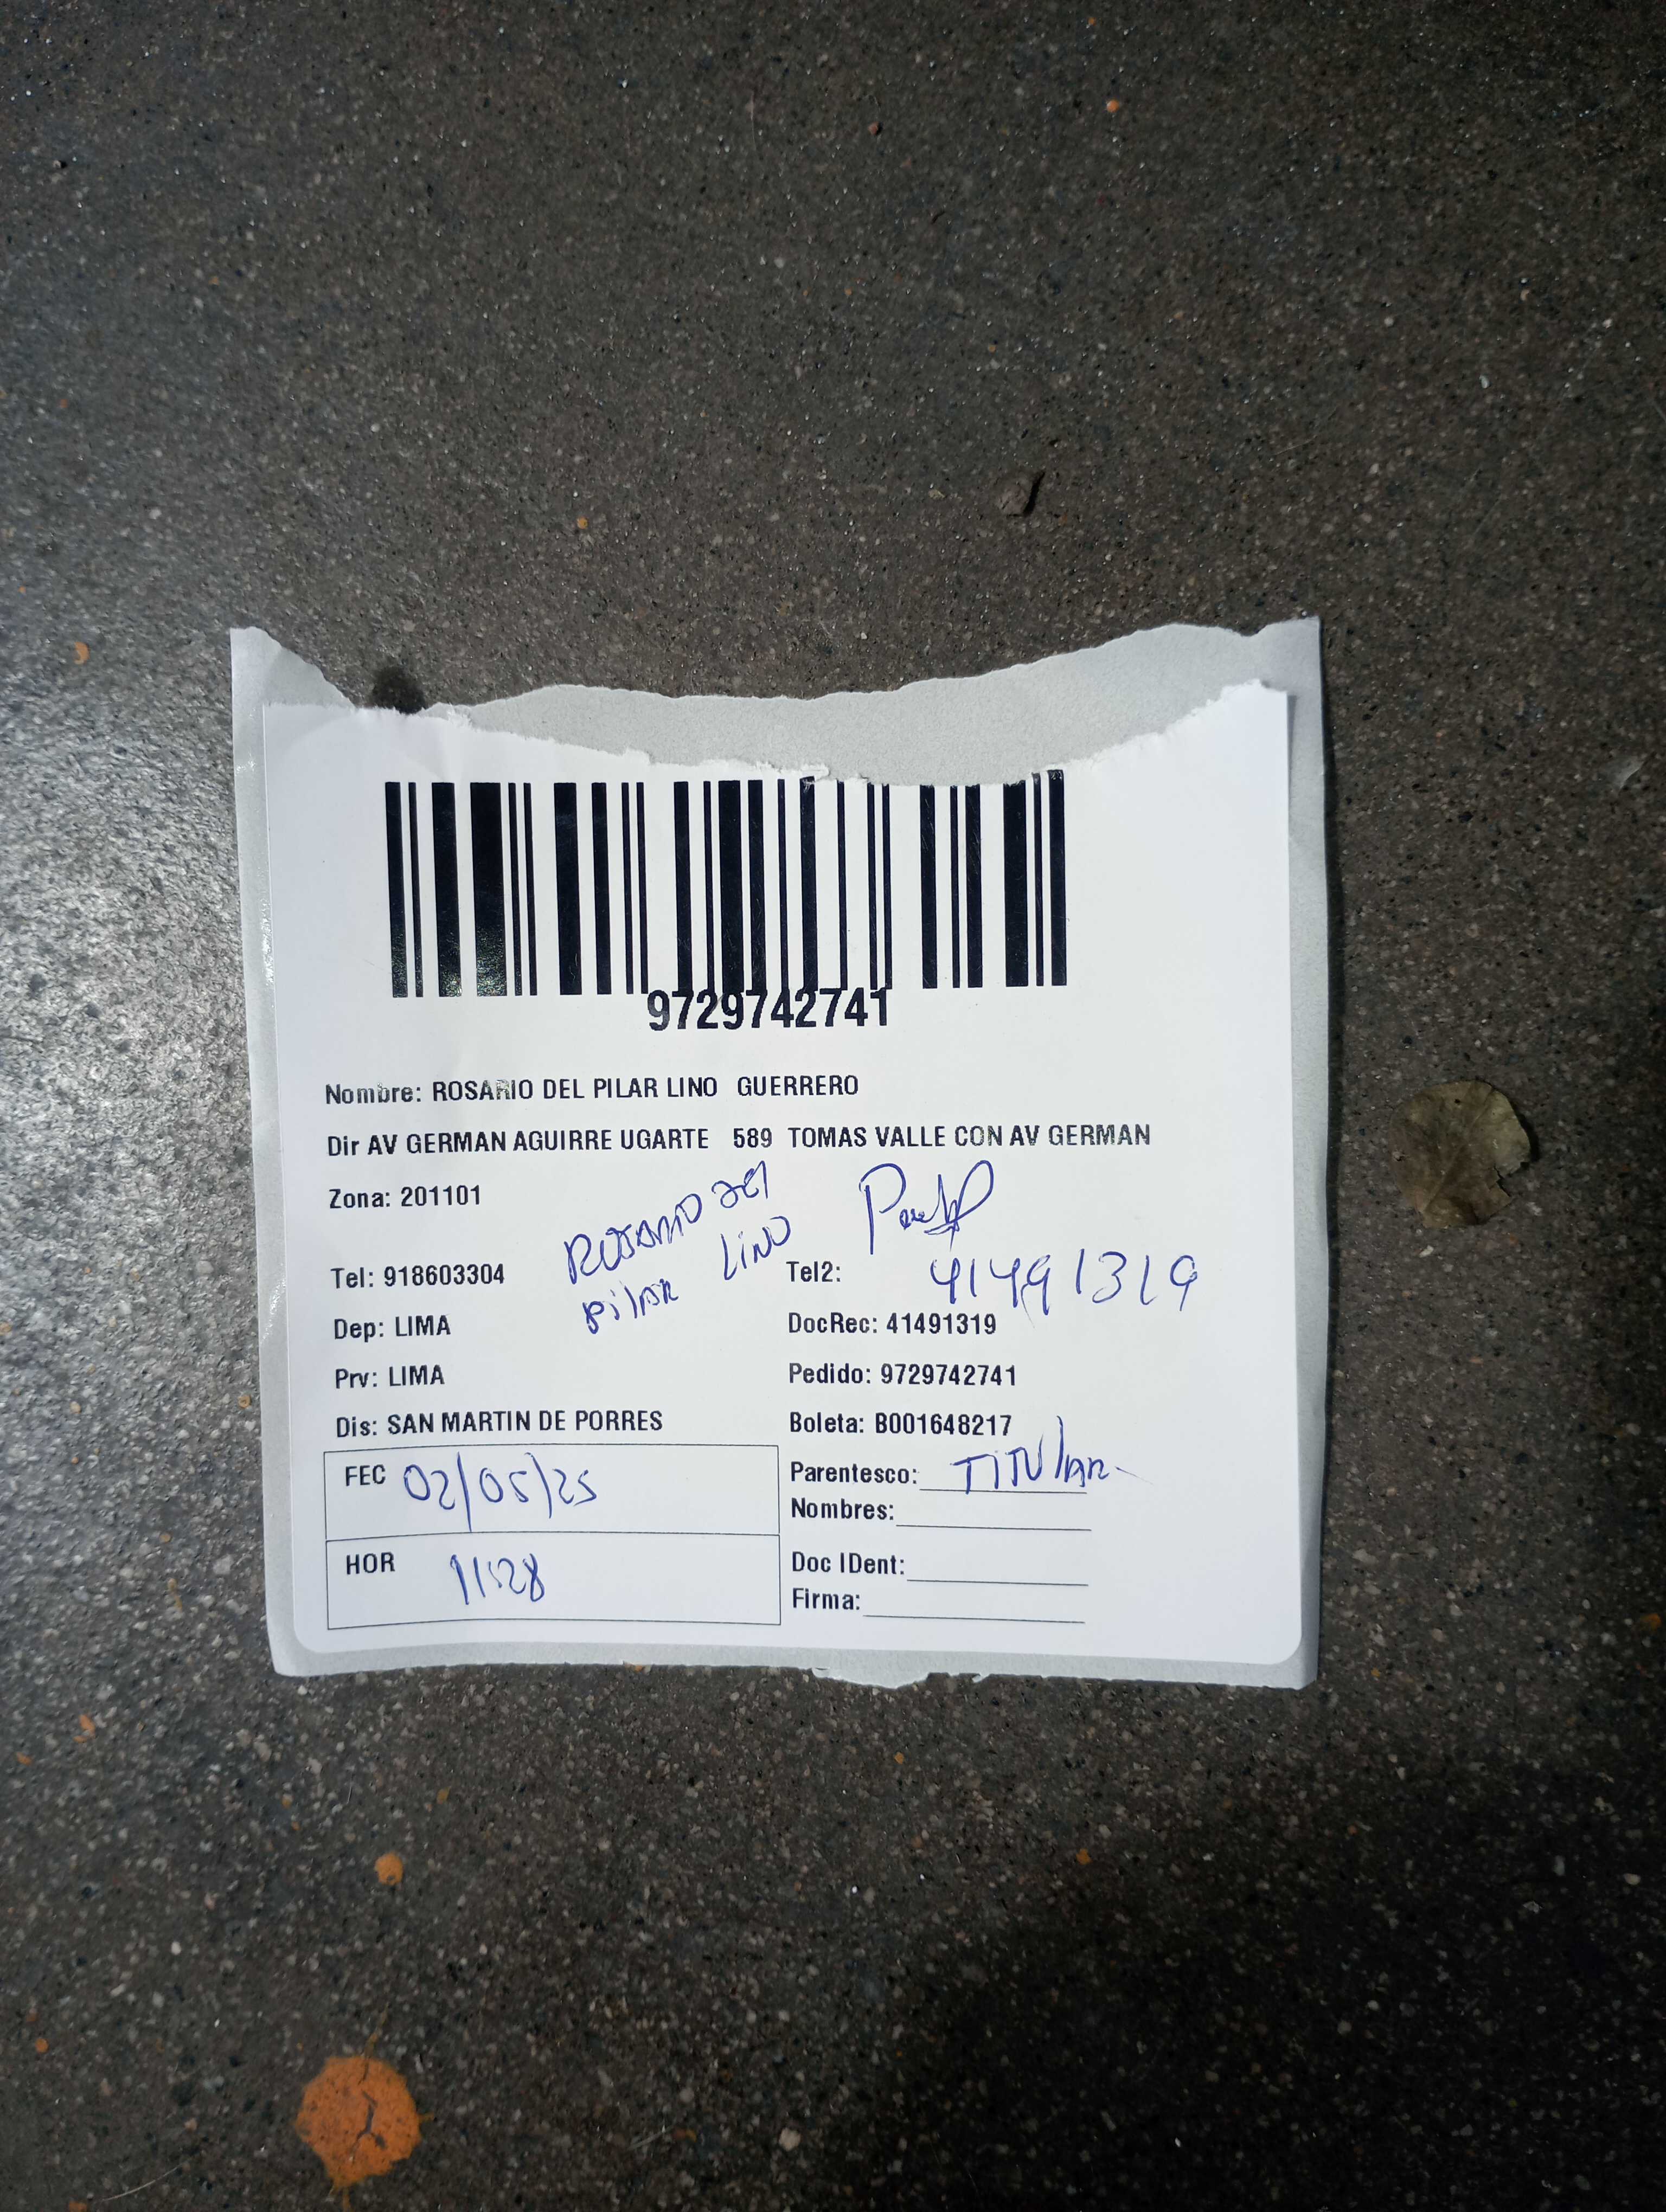 9729742741
Nombre: ROSARIO DEL PILAR LINO GUERRERO
Dir AV GERMAN AGUIRRE UGARTE 589 TOMAS VALLE CON AV GERMAN
Zona: 201101
ROSARIO DEl
PilAR LiNO
Tel: 918603304
Tel2:
41491319
Dep: LIMA
DocRec: 41491319
Prv: LIMA
Pedido: 9729742741
Dis: SAN MARTIN DE PORRES
Boleta: B001648217
FEC 02/05/25
Parentesco: TiTUlAR
Nombres:
HOR 11:28
Doc IDent:
Firma: